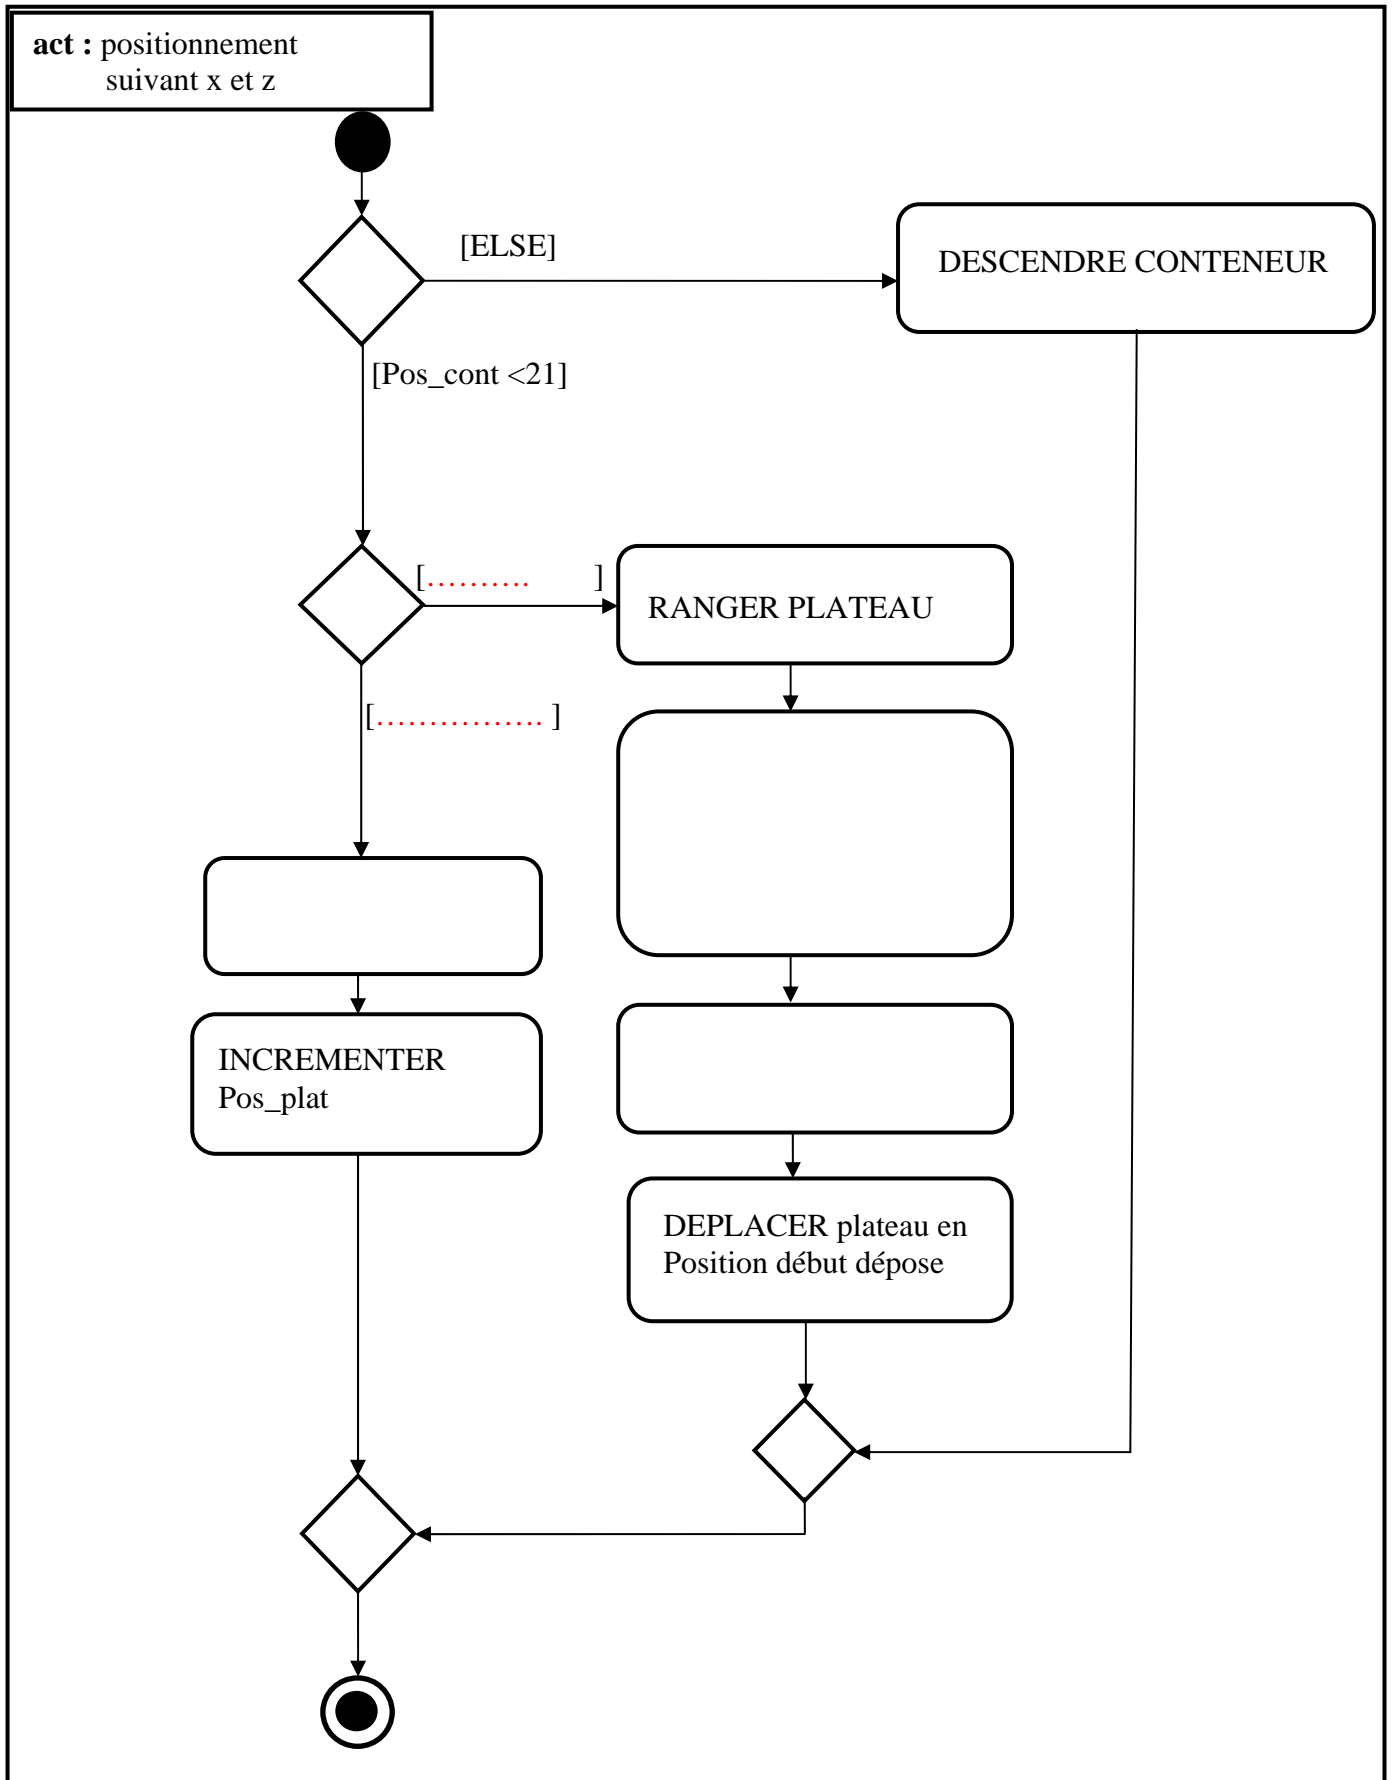 act : positionnement
suivant x et z
[ELSE]
DESCENDRE CONTENEUR
[Pos_cont <21]
[………. ]
RANGER PLATEAU
[……………. ]
INCREMENTER
Pos_plat
DEPLACER plateau en
Position début dépose